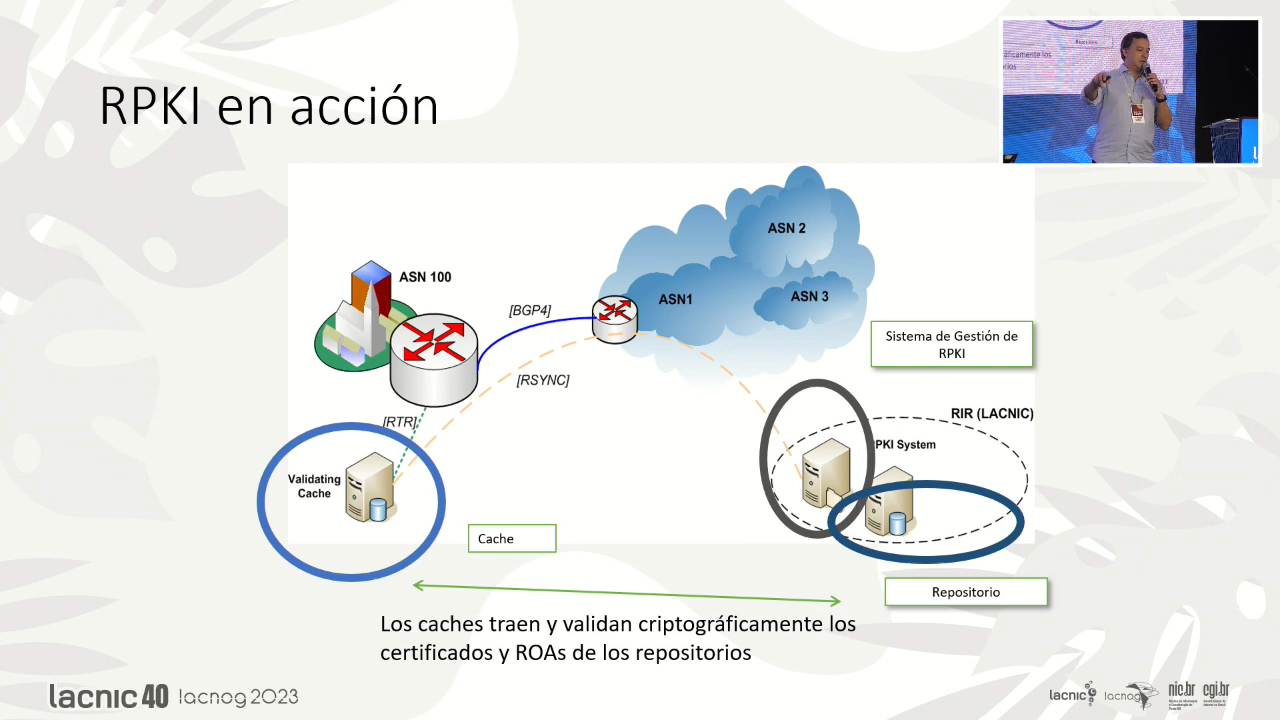 RPKI en acción
ASN 2
ASN 100
ASN1
ASN 3
[BGP4]
Sistema de Gestión de
RPKI
[RSYNC]
RIR (LACNIC)
[RTR]
RPKI System
Validating
Cache
Cache
Repositorio
Los caches traen y validan criptográficamente los
certificados y ROAs de los repositorios
lacnic 40 lacnog 2023
lacnic lacnog nic.br cgi.br